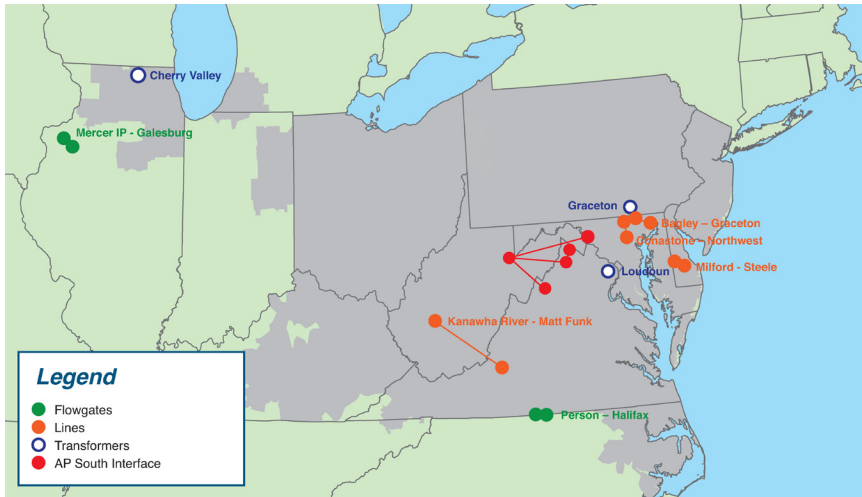 Cherry Valley
Mercer IP - Galesburg
Graceton
Bagley – Graceton
Conastone – Northwest
Loudoun
Milford - Steele
Kanawha River - Matt Funk
Person – Halifax
Legend
Flowgates
Lines
Transformers
AP South Interface